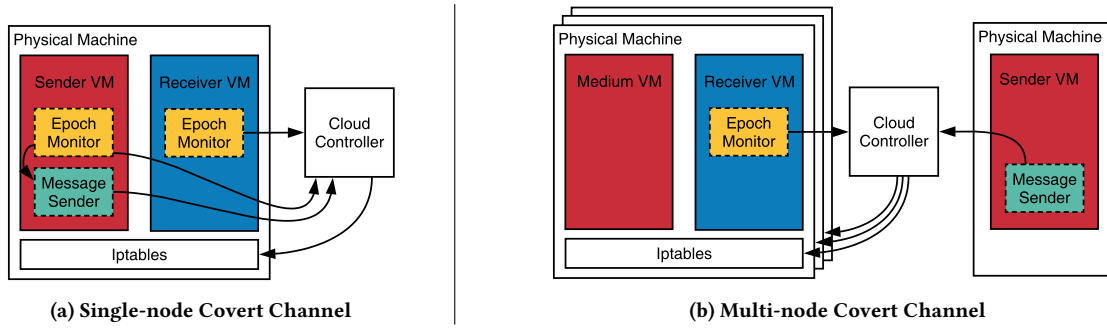 Physical Machine
Sender VM
Receiver VM
Epoch
Monitor
Epoch
Monitor
Message
Sender
Cloud
Controller
Iptables
(a) Single-node Covert Channel
Physical Machine
Medium VM
Receiver VM
Epoch
Monitor
Cloud
Controller
Iptables
Physical Machine
Sender VM
Message
Sender
(b) Multi-node Covert Channel